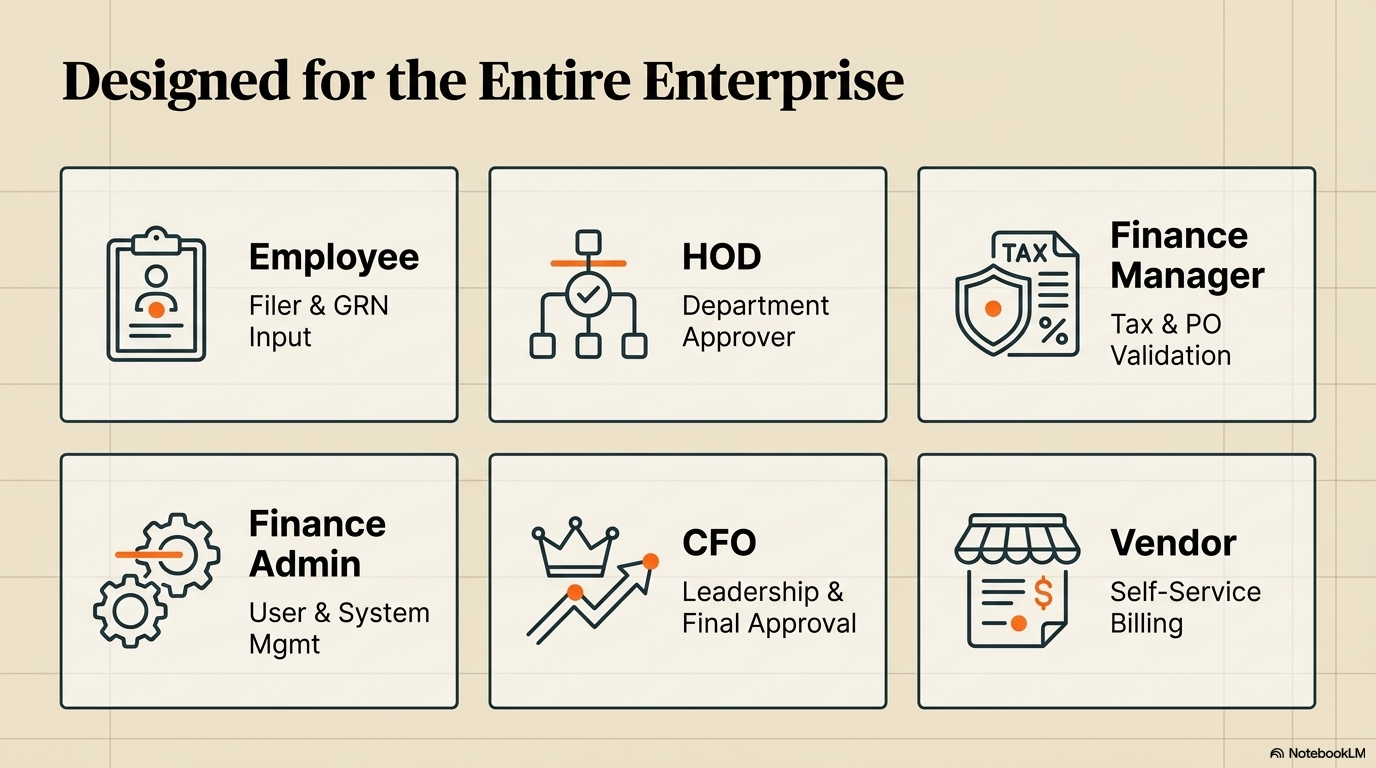 Designed for the Entire Enterprise
Employee
Filer & GRN
Input
HOD
Department
Approver
TAX
%
Finance
Manager
Tax & PO
Validation
Finance
Admin
User & System
Mgmt
CFO
Leadership &
Final Approval
$
Vendor
Self-Service
Billing
NotebookLM